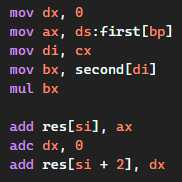 mov dx, 0
mov ax, ds:first[bp]
mov di, cx
mov bx, second[di]
mul bx
add res[si], ax
adc dx, 0
add res[si + 2], dx